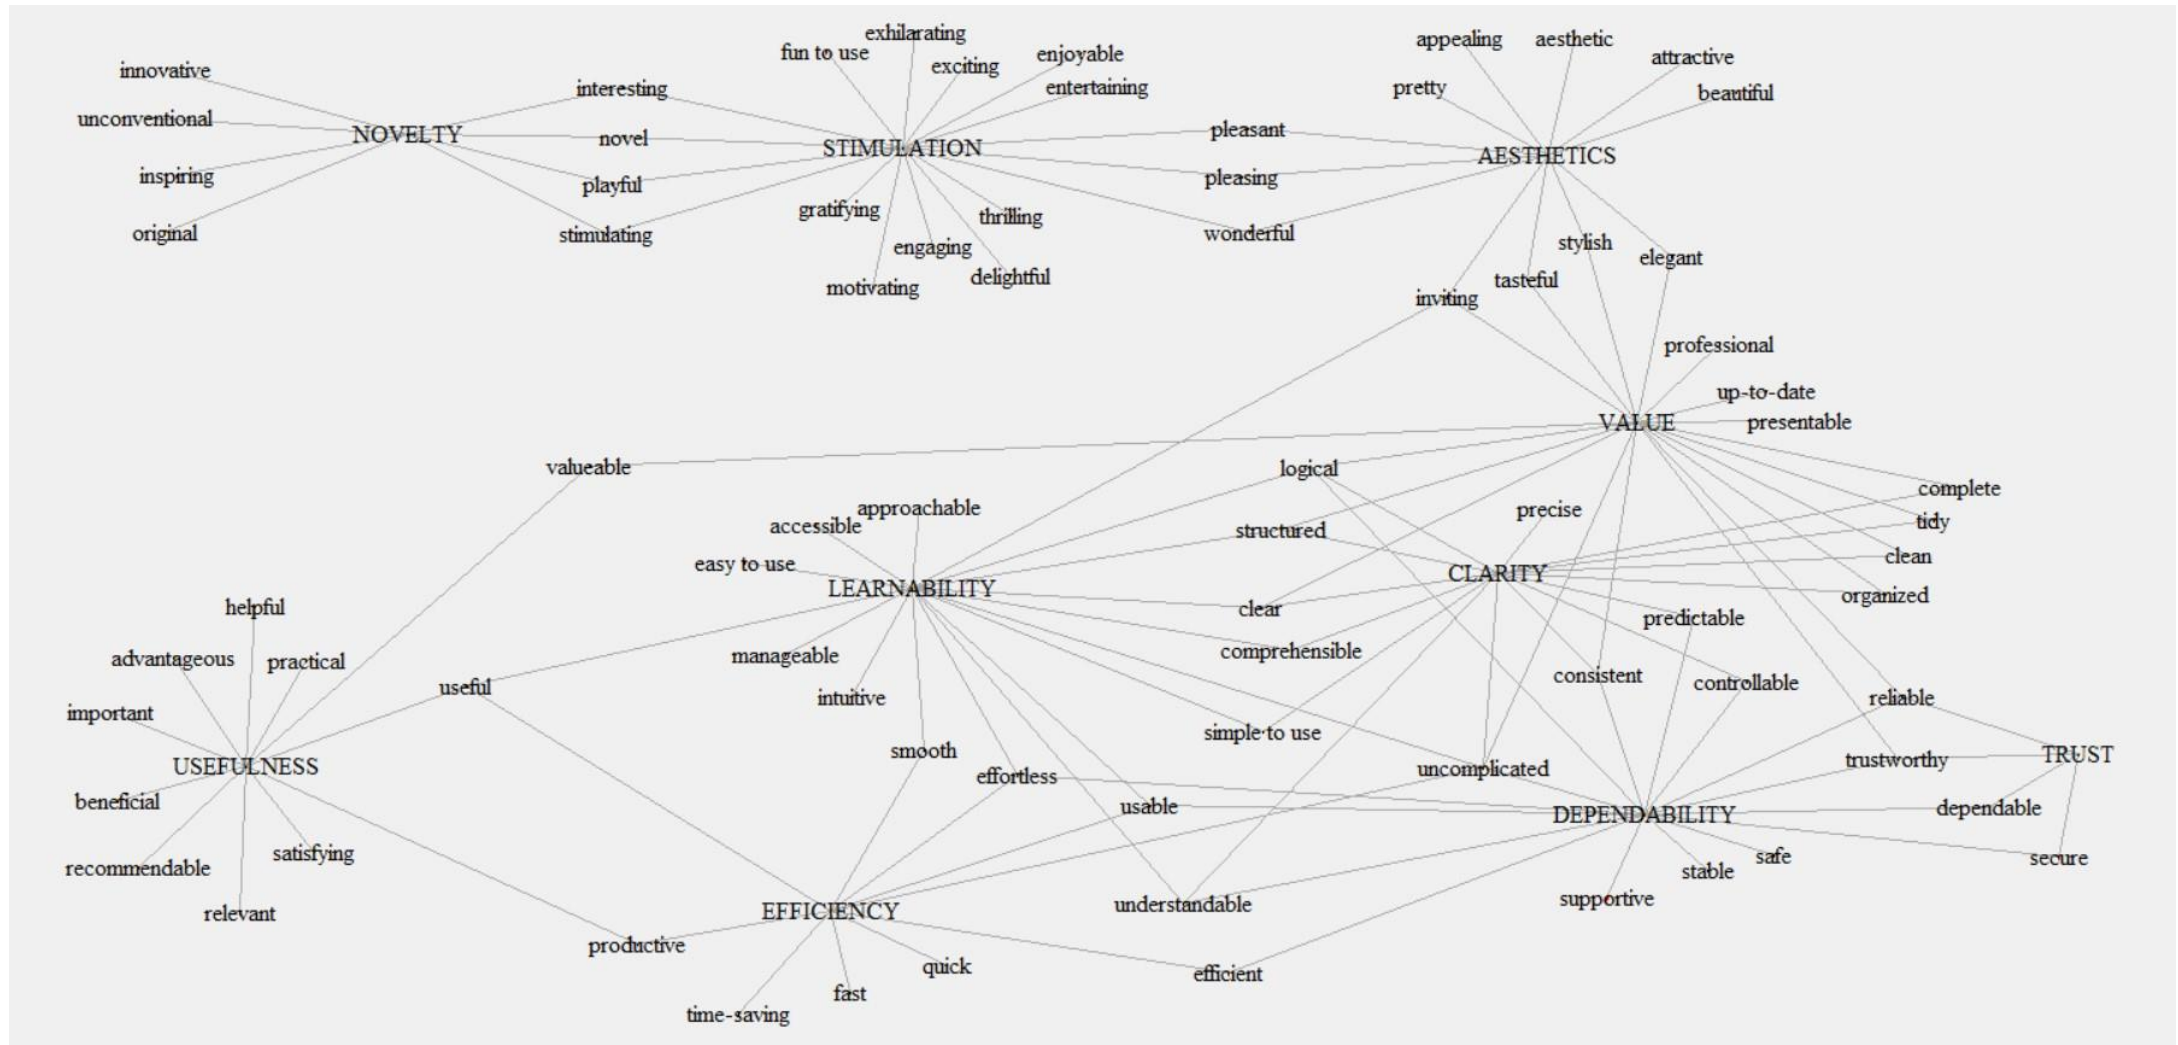 exhilarating
appealing
aesthetic
fun to use
enjoyable
attractive
exciting
innovative
interesting
entertaining
pretty
beautiful
unconventional
NOVELTY
novel
STIMULATION
pleasant
AESTHETICS
inspiring
playful
pleasing
gratifying
thrilling
original
stimulating
engaging
wonderful
stylish
elegant
motivating
delightful
tasteful
inviting
professional
up-to-date
VALUE
presentable
valueable
logical
complete
approachable
precise
accessible
structured
tidy
clean
easy to use
LEARNABILITY
CLARITY
organized
helpful
clear
predictable
advantageous
practical
manageable
comprehensible
useful
intuitive
consistent
controllable
reliable
important
smooth
simple to use
USEFULNESS
effortless
uncomplicated
trustworthy
TRUST
beneficial
usable
DEPENDABILITY
dependable
recommendable
satisfying
stable
safe
secure
relevant
EFFICIENCY
understandable
supportive
productive
quick
efficient
fast
time-saving